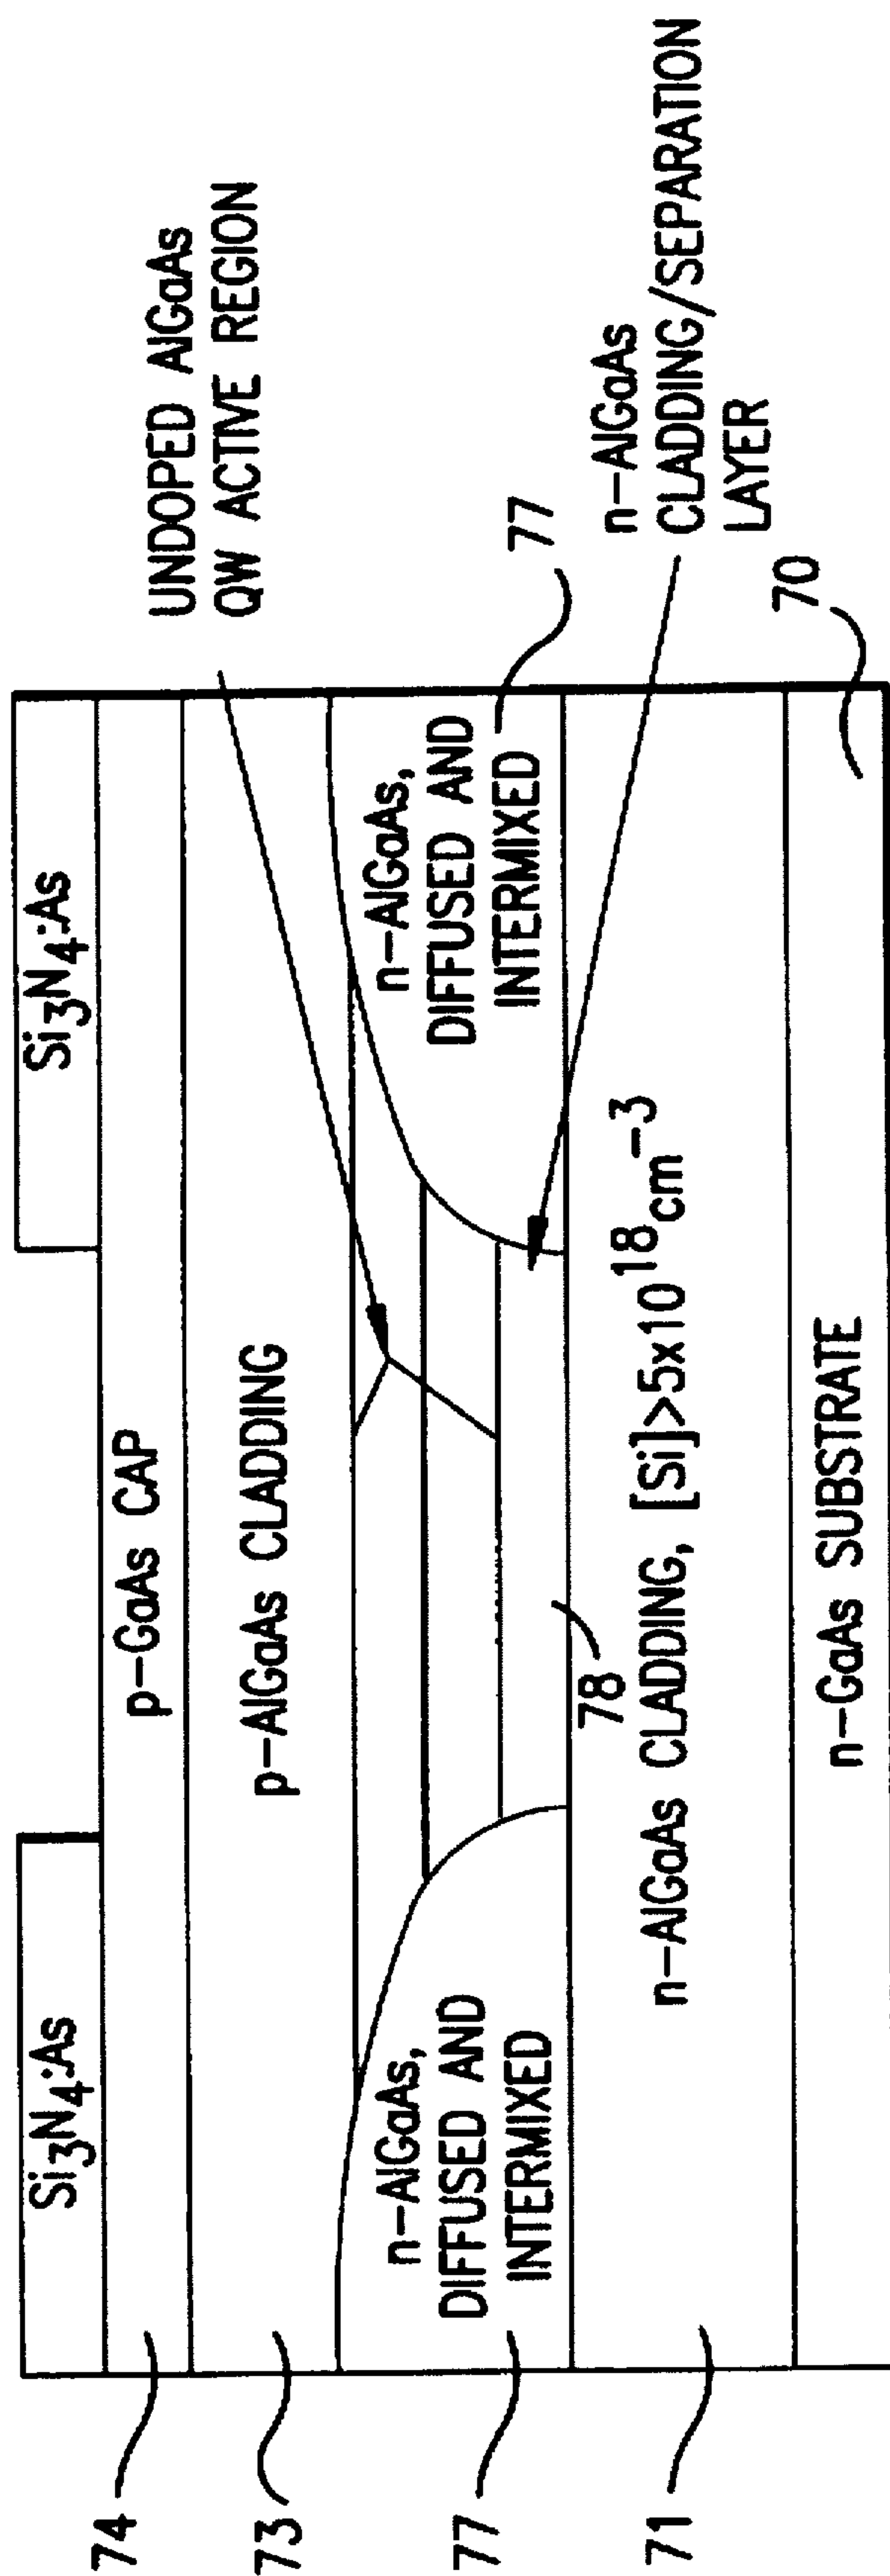 Si3N4:As
Si3N4:As
74
p-GaAs CAP
UNDOPED AlGaAs
QW ACTIVE REGION
73
p-AlGaAs CLADDING
77
n-AlGaAs,
DIFFUSED AND
INTERMIXED
n-AlGaAs,
DIFFUSED AND
INTERMIXED
77
n-AlGaAs
CLADDING/SEPARATION
LAYER
78
71
n-AlGaAs CLADDING, [Si]>5x10^18cm^-3
70
n-GaAs SUBSTRATE